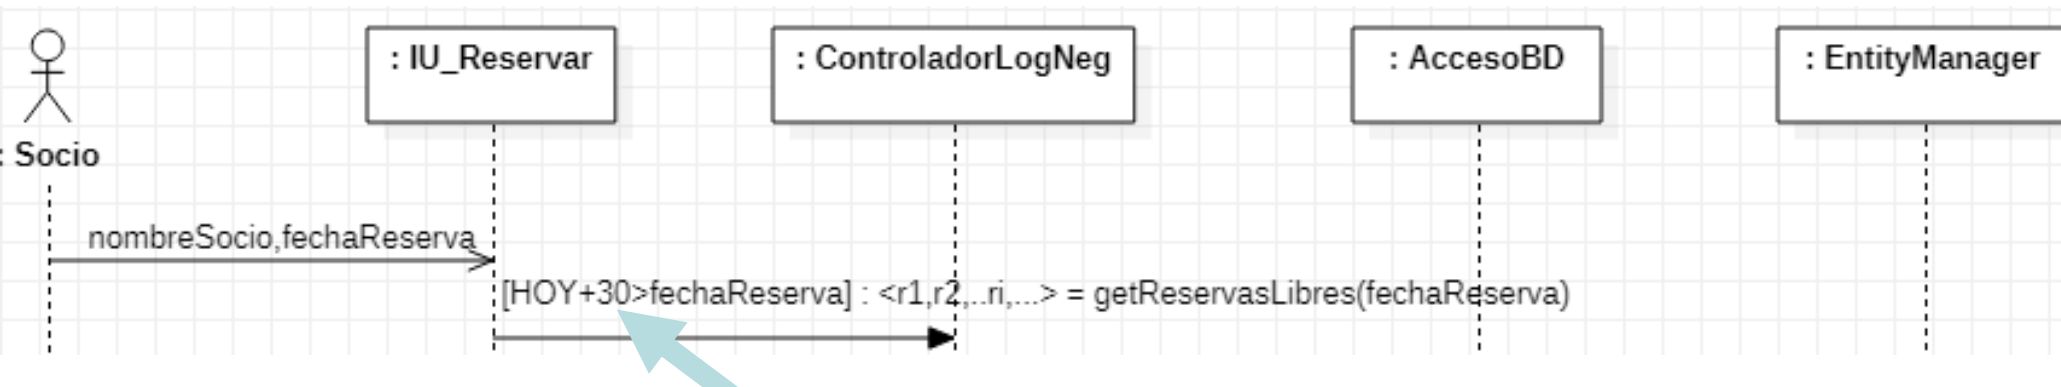 : IU_Reservar
: ControladorLogNeg
: AccesoBD
: EntityManager
: Socio
nombreSocio,fechaReserva
[HOY+30>fechaReserva] : <r1,r2,..ri,...> = getReservasLibres(fechaReserva)